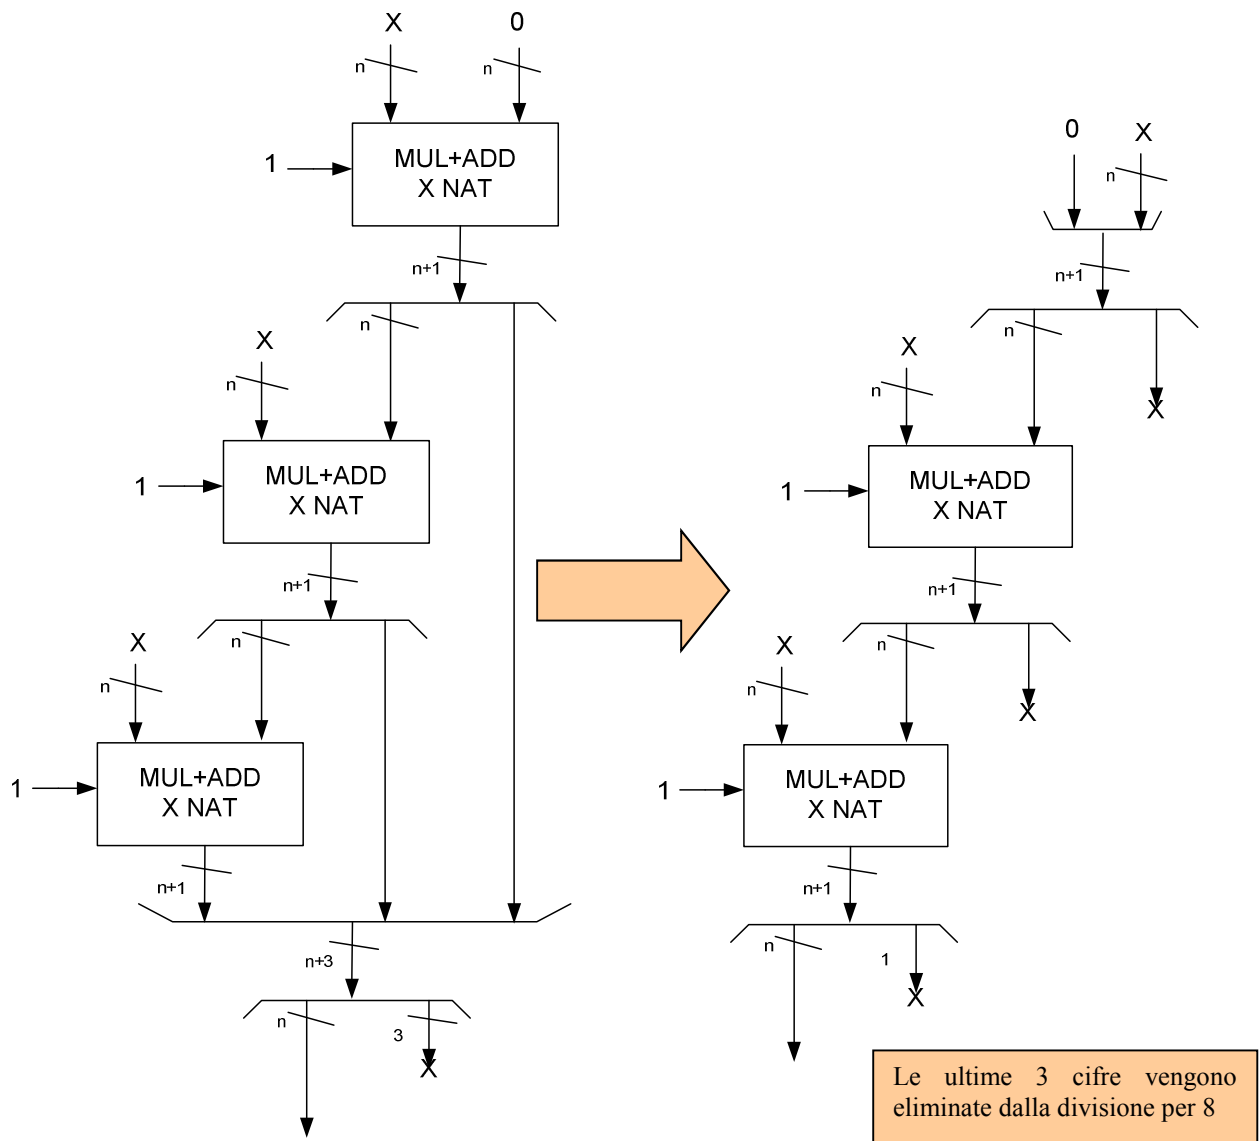 X 0
n n
1 MUL+ADD
X NAT
n+1
n
X
n
1 MUL+ADD
X NAT
n+1
n
X
n
1 MUL+ADD
X NAT
n+1
n+3
n
3
X
0 X
n
n+1
n
X
X
n
1 MUL+ADD
X NAT
n+1
n
X
X
n
1 MUL+ADD
X NAT
n+1
n
1
X
Le ultime 3 cifre vengono
eliminate dalla divisione per 8